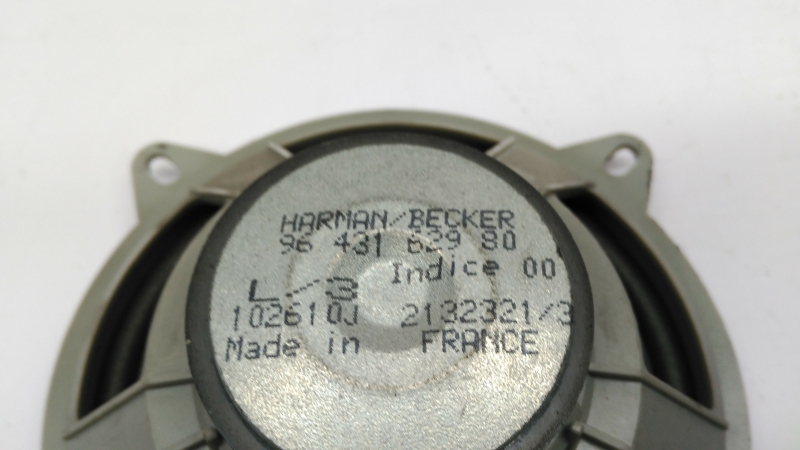 HARMAN/BECKER
96 431 629 80
Indice 00
L/3
102610J 2132321/3
Made in FRANCE